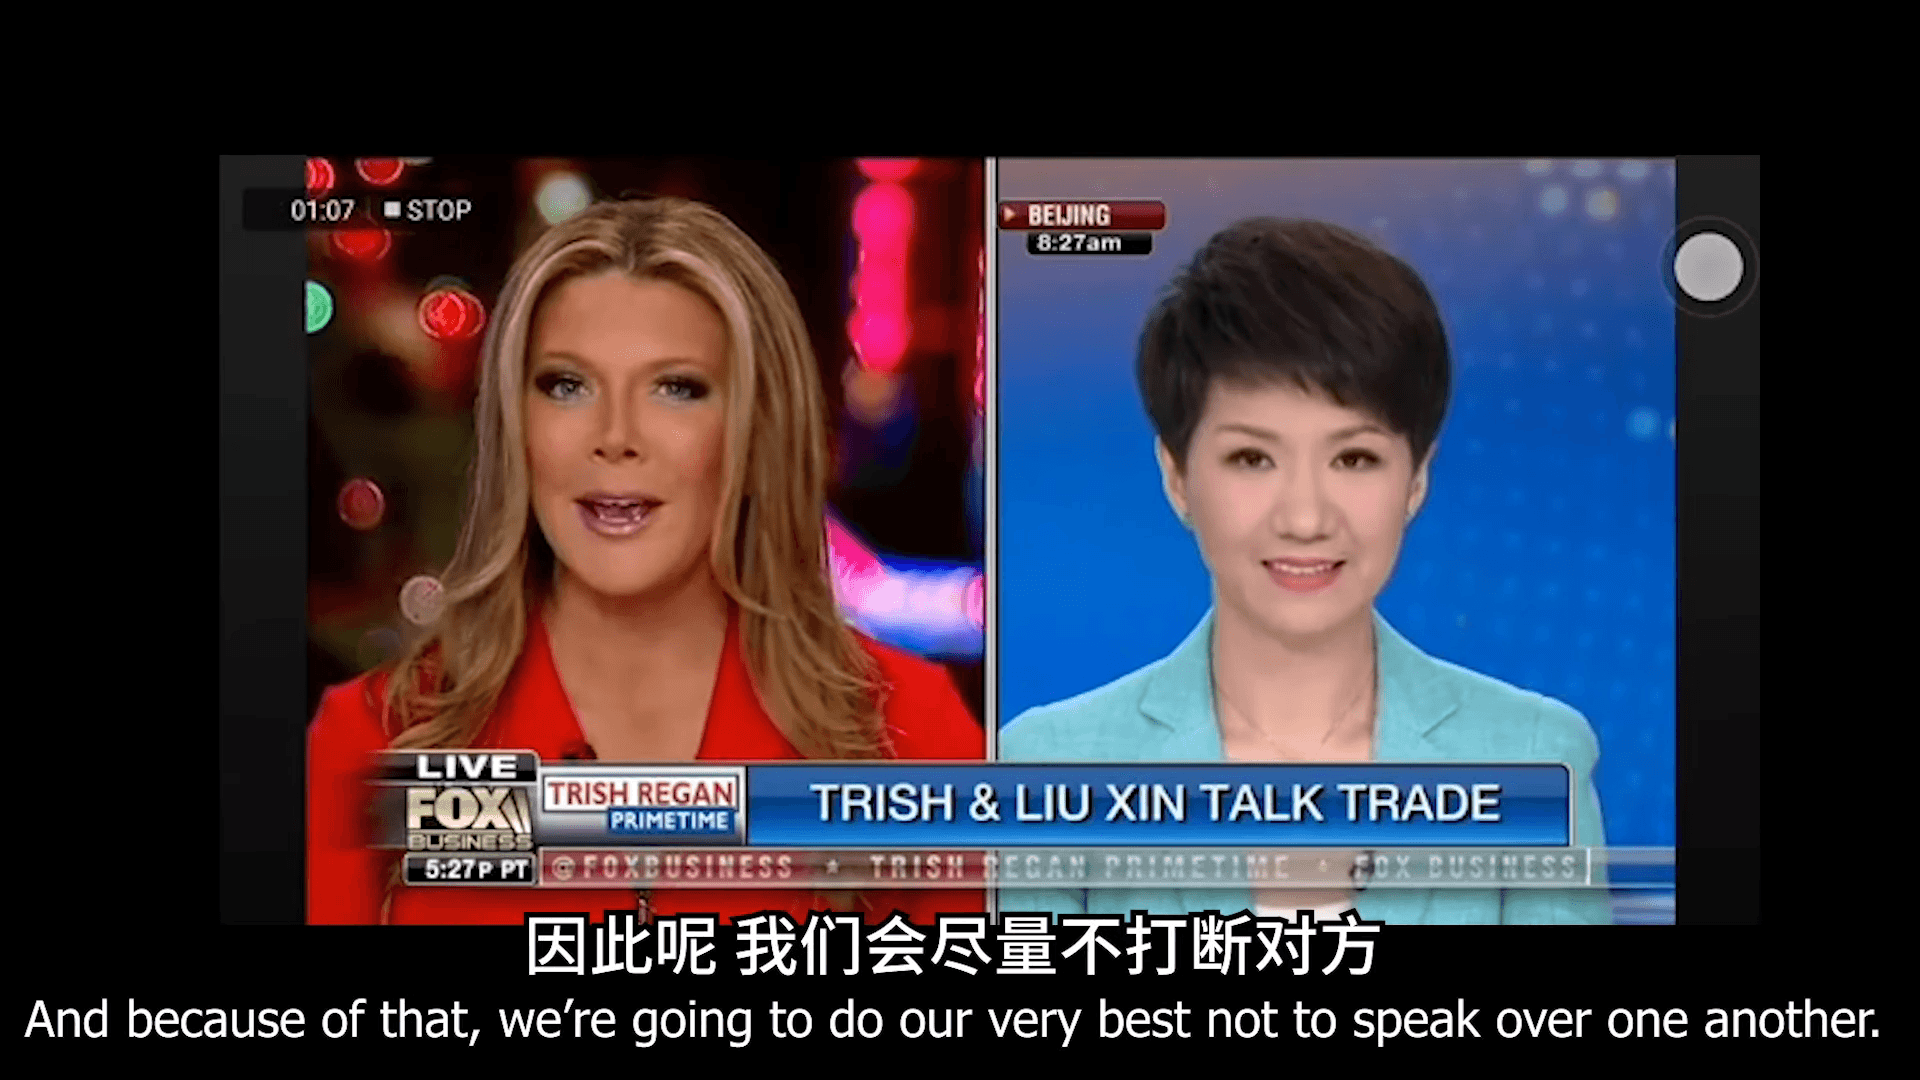 01:07 STOP
BEIJING
8:27am
LIVE
FOX
BUSINESS
TRISH REGAN
PRIMETIME
TRISH & LIU XIN TALK TRADE
5:27P PT
@FOXBUSINESS * TRISH REGAN PRIMETIME * FOX BUSINESS
因此呢 我们会尽量不打断对方
And because of that, we’re going to do our very best not to speak over one another.